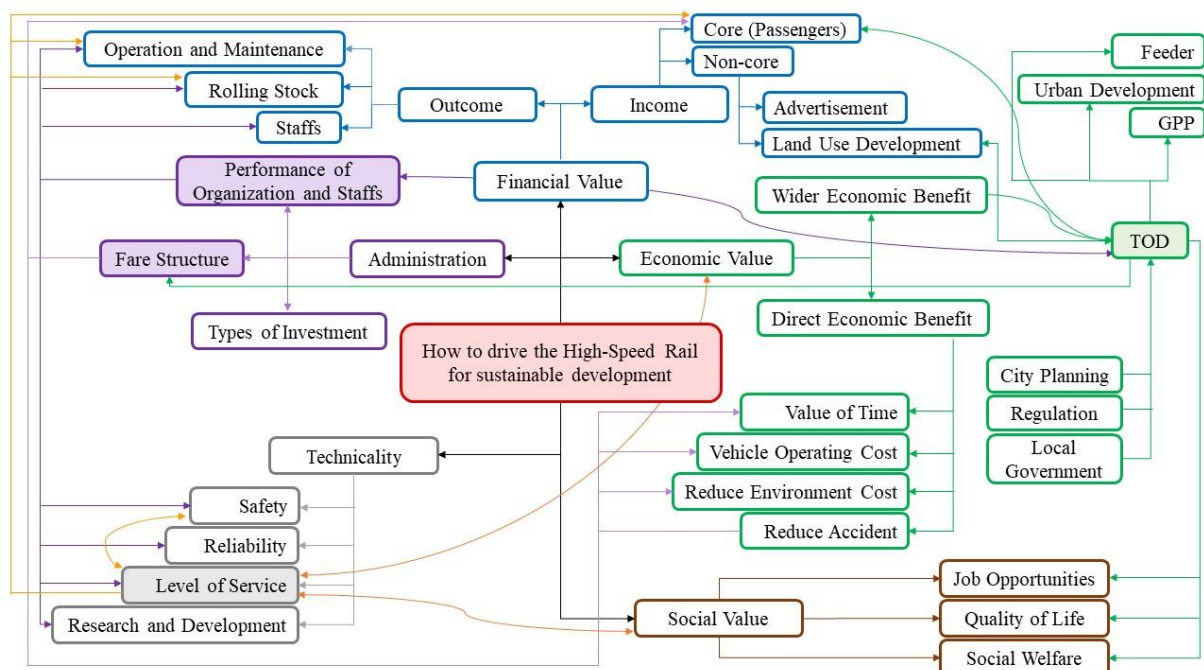 Core (Passengers)
Operation and Maintenance
Non-core
Feeder
Rolling Stock
Outcome
Income
Advertisement
Urban Development
Staffs
Land Use Development
GPP
Performance of
Organization and Staffs
Financial Value
Wider Economic Benefit
TOD
Fare Structure
Administration
Economic Value
Types of Investment
Direct Economic Benefit
How to drive the High-Speed Rail
for sustainable development
City Planning
Regulation
Local
Government
Value of Time
Vehicle Operating Cost
Reduce Environment Cost
Reduce Accident
Technicality
Safety
Reliability
Level of Service
Research and Development
Social Value
Job Opportunities
Quality of Life
Social Welfare